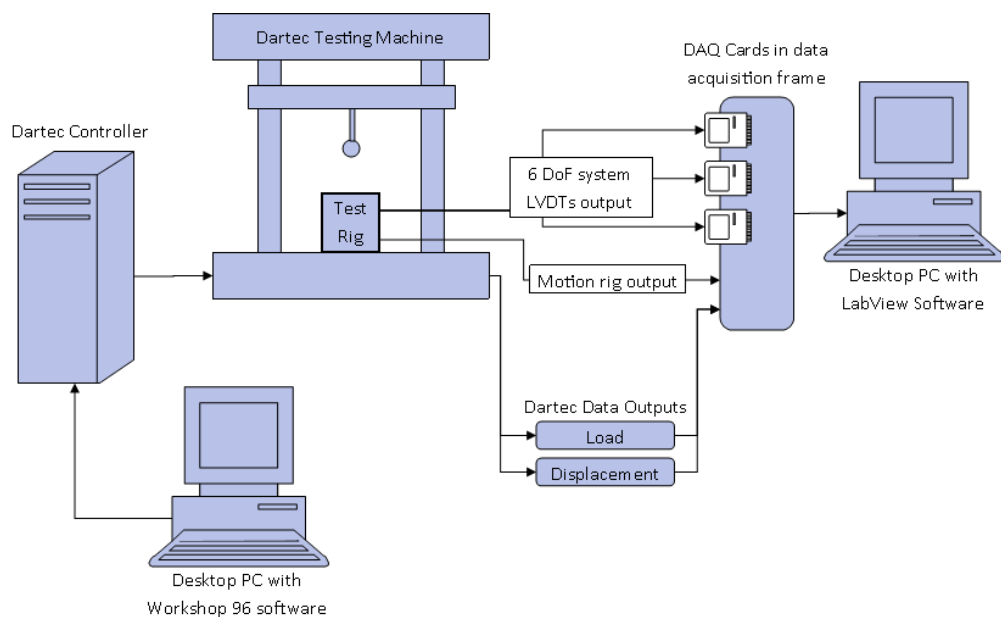 Dartec Testing Machine
DAQ Cards in data
acquisition frame
Dartec Controller
6 DoF system
LVDTs output
Test
Rig
Motion rig output
Desktop PC with
LabView Software
Dartec Data Outputs
Load
Displacement
Desktop PC with
Workshop 96 software